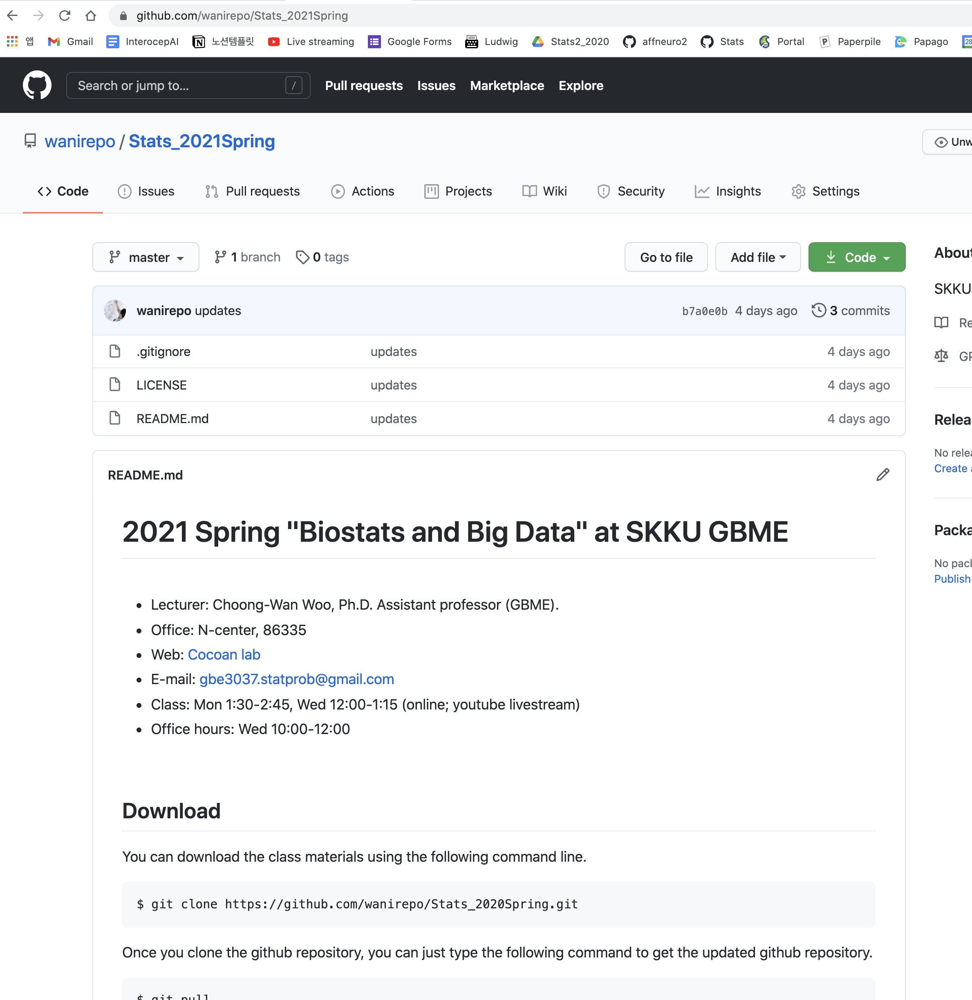 github.com/wanirepo/Stats_2021Spring
앱 Gmail InterocepAI 노션템플릿 Live streaming Google Forms Ludwig Stats2_2020 affneuro2 Stats Portal Paperpile Papago 28
Search or jump to... / Pull requests Issues Marketplace Explore
wanirepo / Stats_2021Spring Unw
Code Issues Pull requests Actions Projects Wiki Security Insights Settings
master 1 branch 0 tags Go to file Add file Code
wanirepo updates b7a0e0b 4 days ago 3 commits
.gitignore updates 4 days ago
LICENSE updates 4 days ago
README.md updates 4 days ago
README.md
2021 Spring "Biostats and Big Data" at SKKU GBME
• Lecturer: Choong-Wan Woo, Ph.D. Assistant professor (GBME).
• Office: N-center, 86335
• Web: Cocoan lab
• E-mail: gbe3037.statprob@gmail.com
• Class: Mon 1:30-2:45, Wed 12:00-1:15 (online; youtube livestream)
• Office hours: Wed 10:00-12:00
Download
You can download the class materials using the following command line.
$ git clone https://github.com/wanirepo/Stats_2020Spring.git
Once you clone the github repository, you can just type the following command to get the updated github repository.
$ git pull
About
SKKU
Re
GP
Relea
No relea
Create a
Packa
No pack
Publish